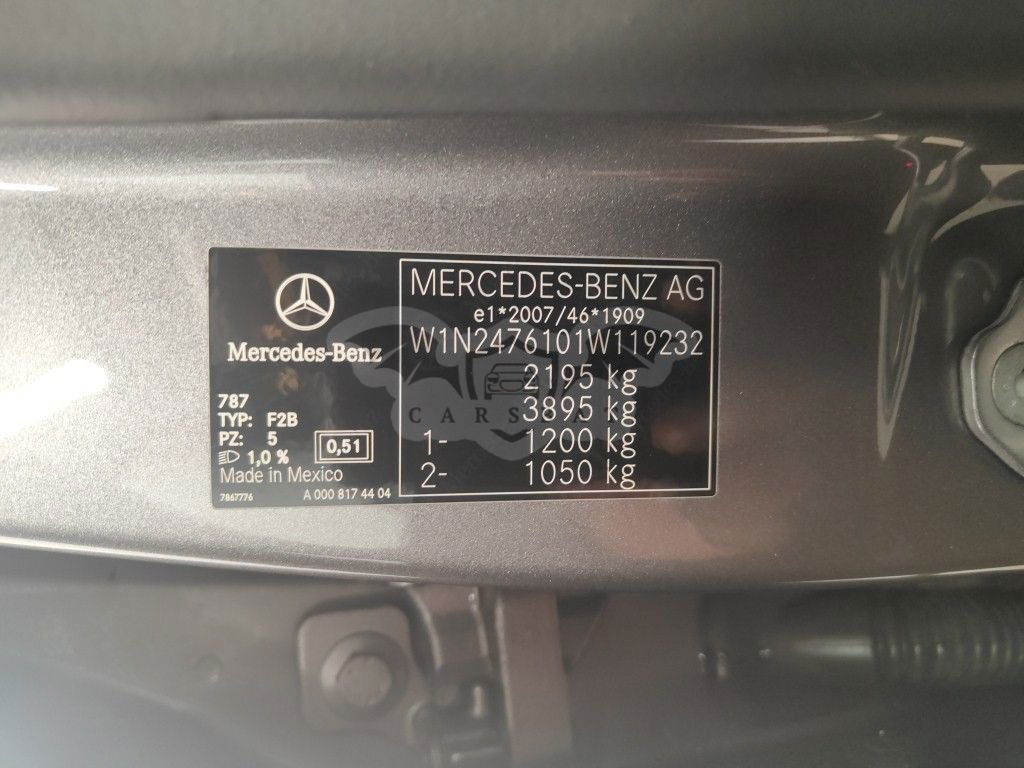 Mercedes-Benz
787
TYP: F2B
PZ: 5
1,0 %
0,51
Made in Mexico
7867776
A 000 817 44 04
MERCEDES-BENZ AG
e1*2007/46*1909
W1N2476101W119232
2195 kg
3895 kg
1- 1200 kg
2- 1050 kg